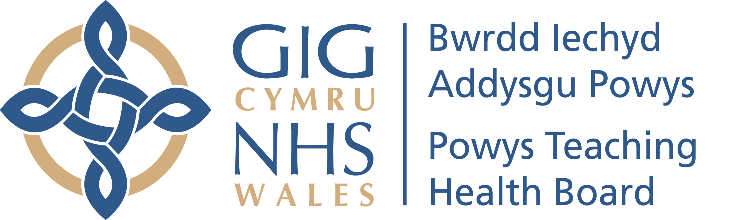 GIG
CYMRU
NHS
WALES
Bwrdd Iechyd
Addysgu Powys
Powys Teaching
Health Board